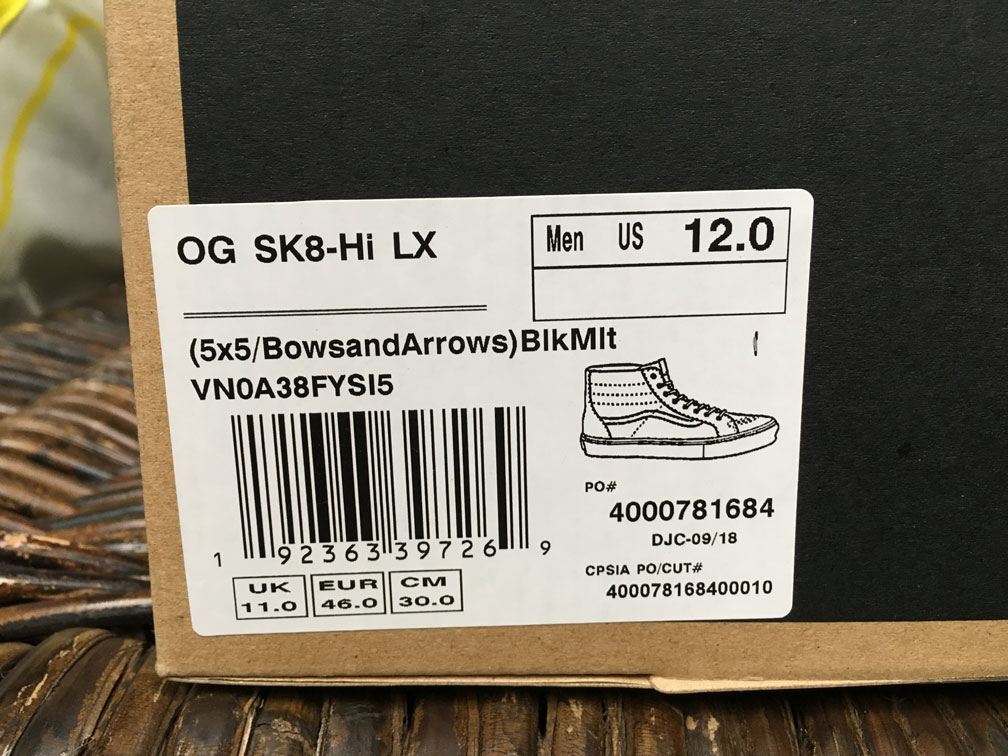 OG SK8-Hi LX
Men US 12.0
(5x5/BowsandArrows)BlkMlt
VN0A38FYSI5
1 92363 39726 9
UK 11.0
EUR 46.0
CM 30.0
PO#
4000781684
DJC-09/18
CPSIA PO/CUT#
400078168400010